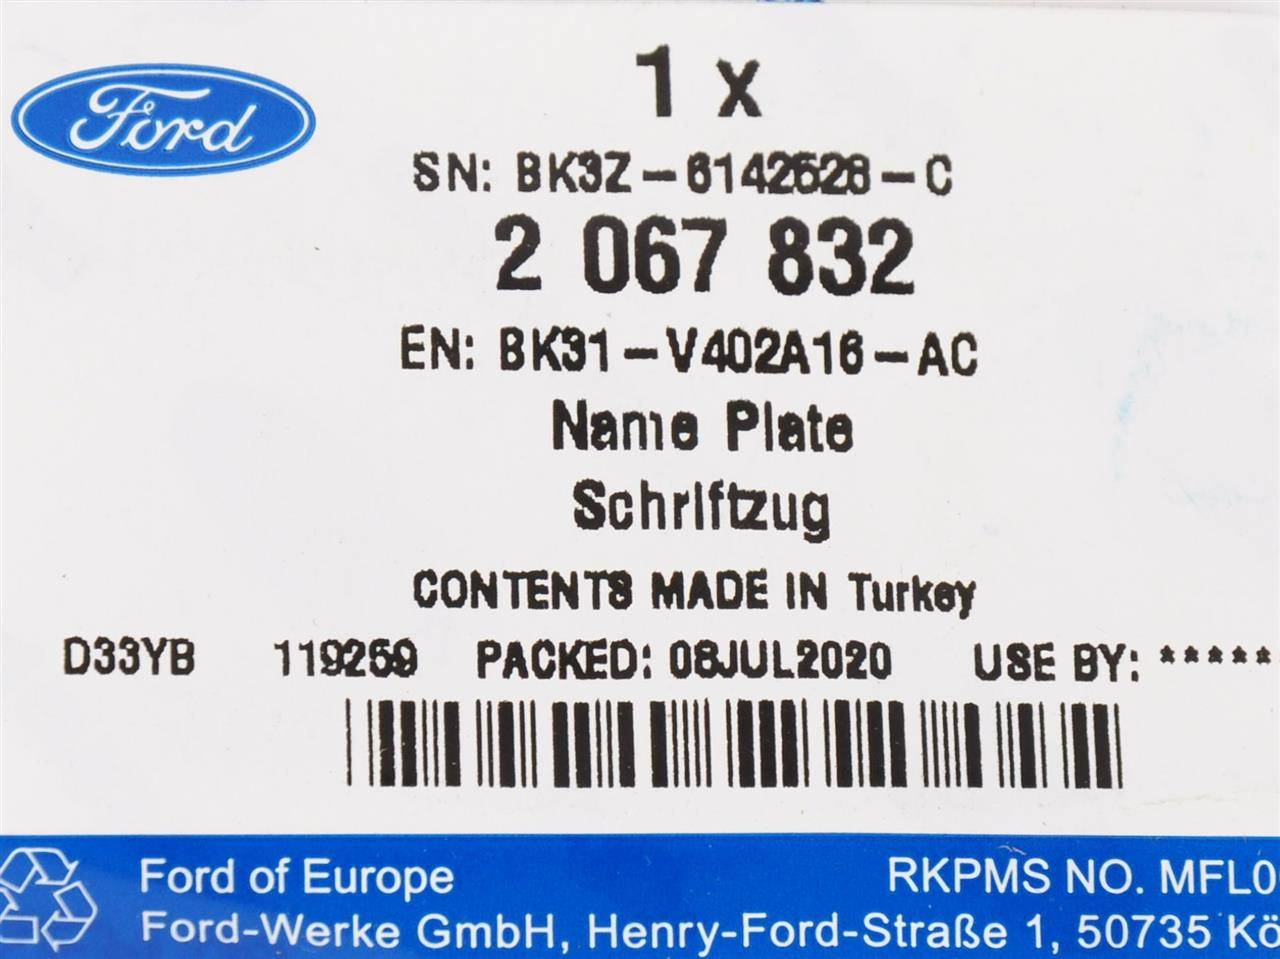 Ford
1 x
SN: BK3Z-6142528-C
2 067 832
EN: BK31-V402A16-AC
Name Plate
Schriftzug
CONTENTS MADE IN Turkey
D33YB 119259 PACKED: 08JUL2020 USE BY: *****
Ford of Europe RKPMS NO. MFL0
Ford-Werke GmbH, Henry-Ford-Straße 1, 50735 Kö